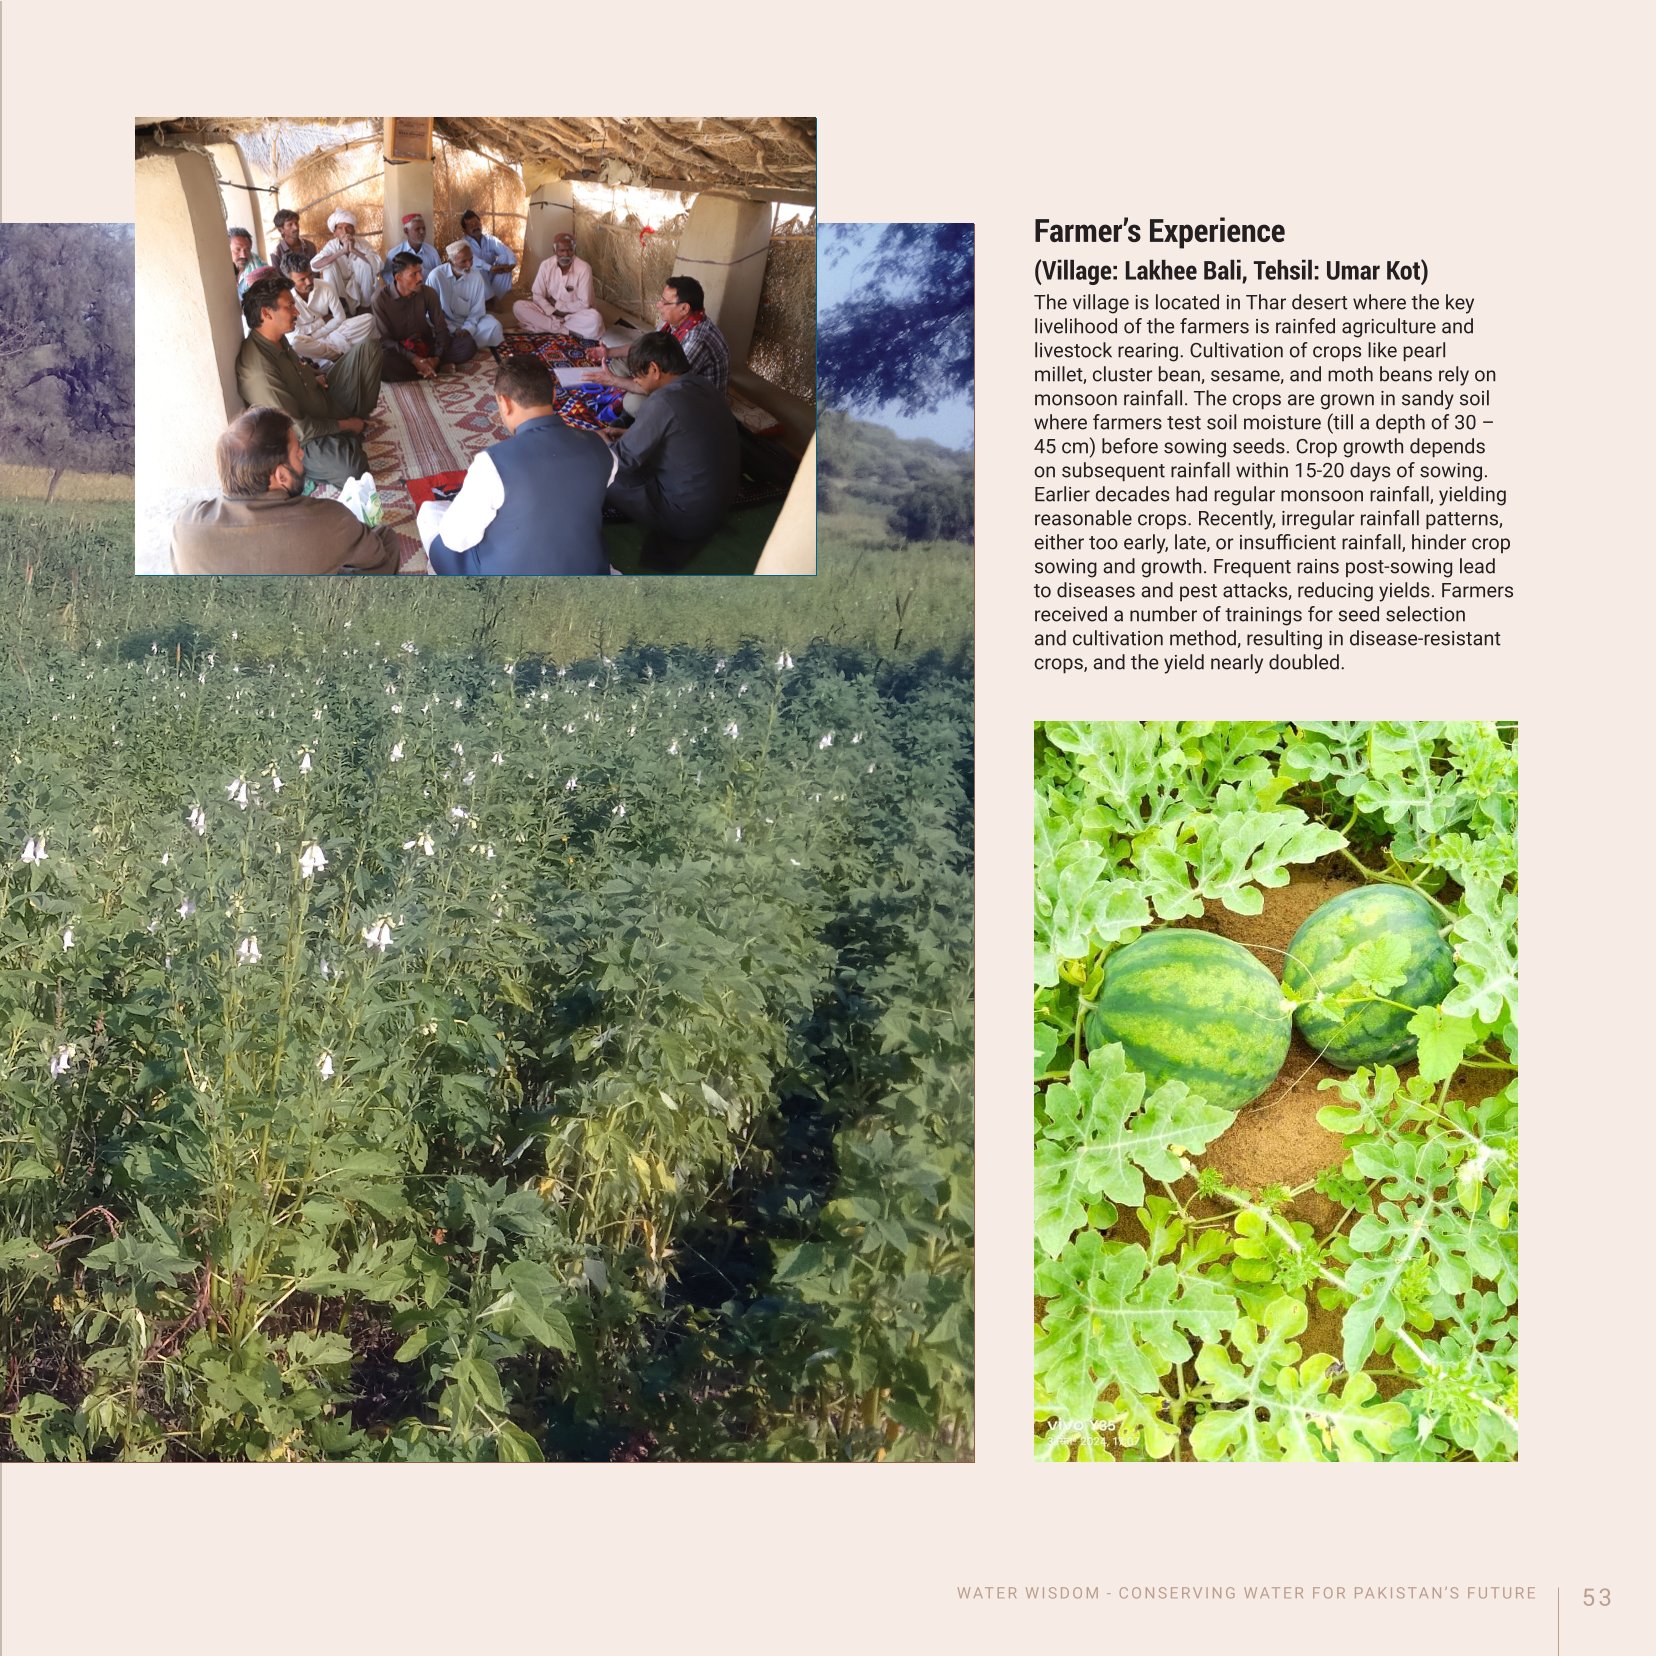 Farmer’s Experience
(Village: Lakhee Bali, Tehsil: Umar Kot)
The village is located in Thar desert where the key
livelihood of the farmers is rainfed agriculture and
livestock rearing. Cultivation of crops like pearl
millet, cluster bean, sesame, and moth beans rely on
monsoon rainfall. The crops are grown in sandy soil
where farmers test soil moisture (till a depth of 30 –
45 cm) before sowing seeds. Crop growth depends
on subsequent rainfall within 15-20 days of sowing.
Earlier decades had regular monsoon rainfall, yielding
reasonable crops. Recently, irregular rainfall patterns,
either too early, late, or insufficient rainfall, hinder crop
sowing and growth. Frequent rains post-sowing lead
to diseases and pest attacks, reducing yields. Farmers
received a number of trainings for seed selection
and cultivation method, resulting in disease-resistant
crops, and the yield nearly doubled.
vivo Y85
2024,
WATER WISDOM - CONSERVING WATER FOR PAKISTAN’S FUTURE
53